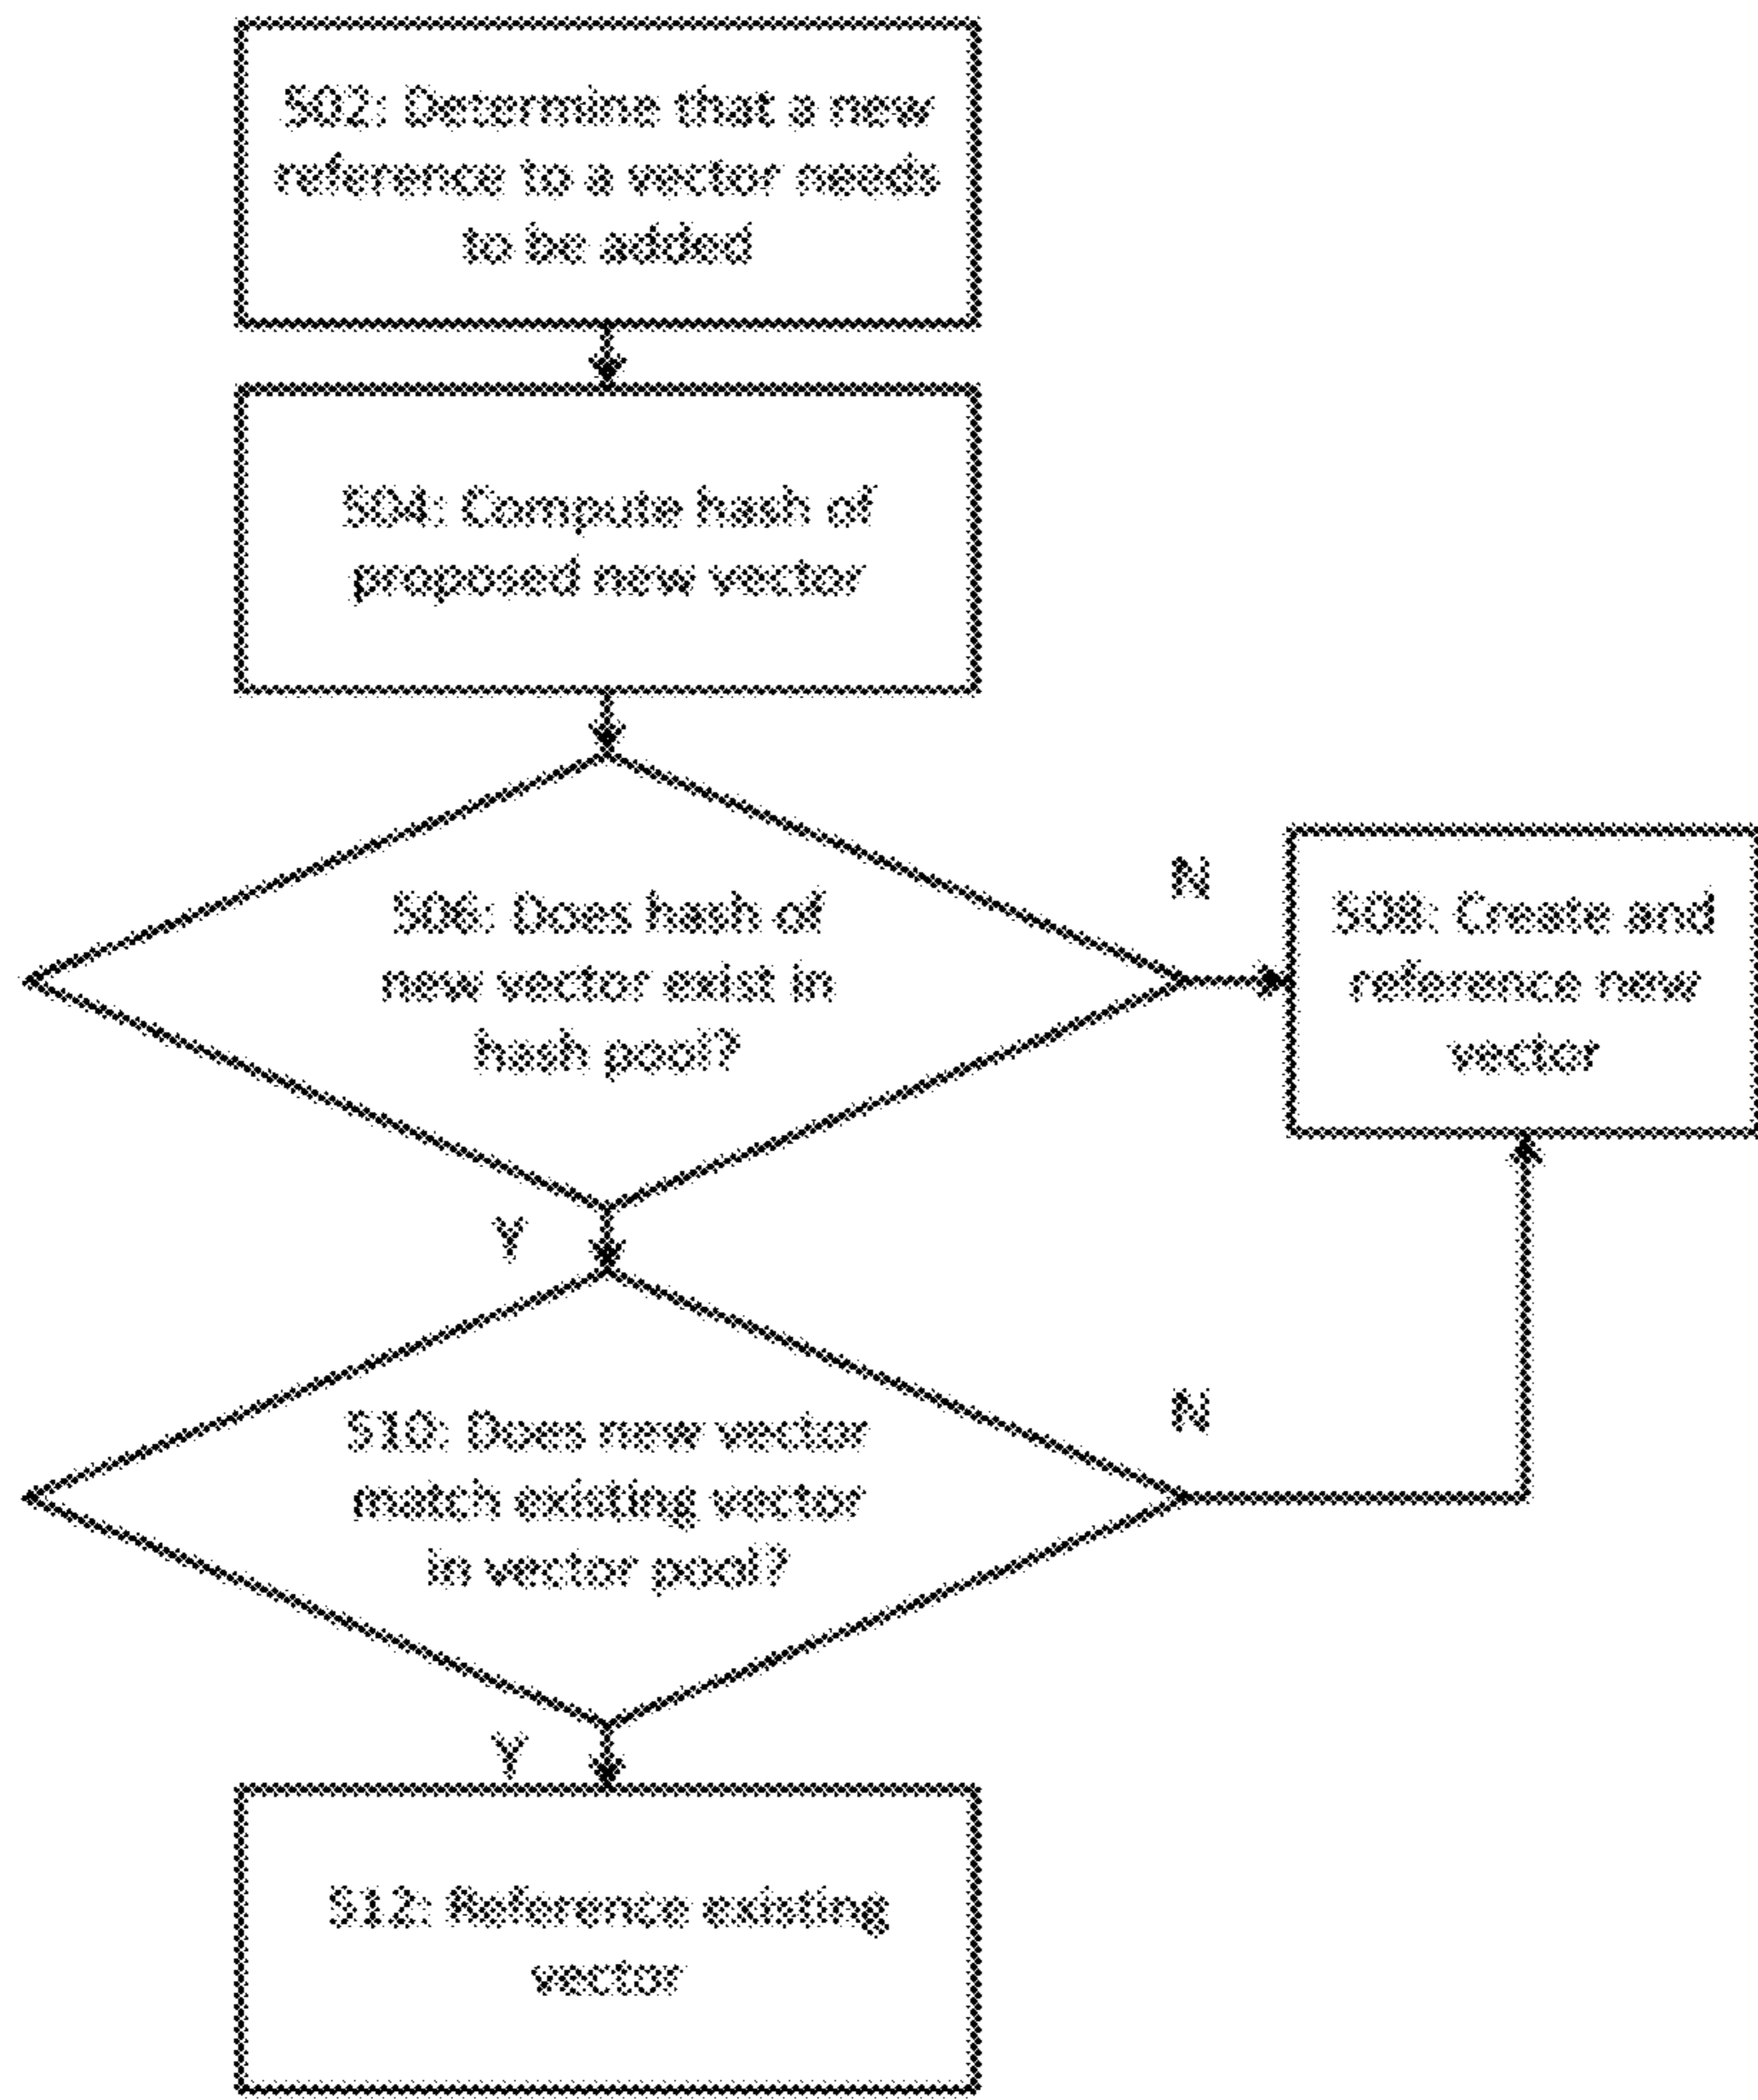 S02: Determine that a new
reference to a vector needs
to be added
S04: Compute hash of
proposed new vector
S06: Does hash of
new vector exist in
hash pool?
N
S08: Create and
reference new
vector
Y
S10: Does new vector
match existing vector
in vector pool?
N
Y
S12: Reference existing
vector